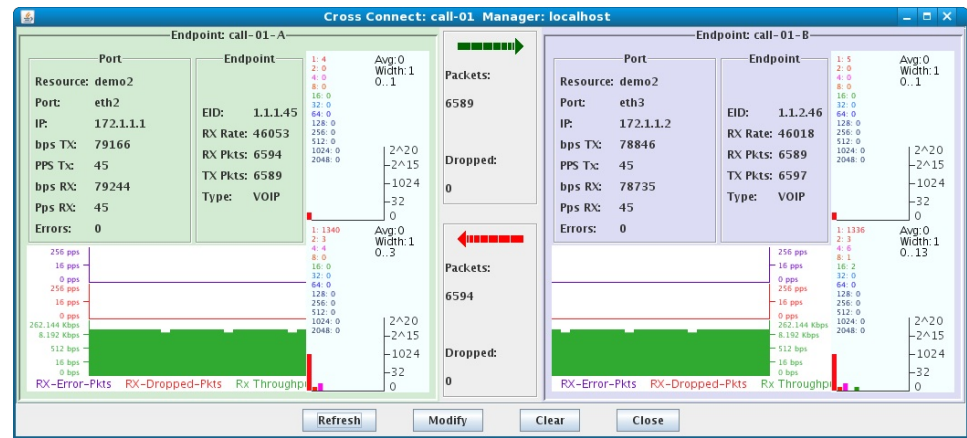 Cross Connect: call-01 Manager: localhost
Endpoint: call-01-A
Port
Resource: demo2
Port: eth2
IP: 172.1.1.1
bps TX: 79166
PPS Tx: 45
bps RX: 79244
Pps RX: 45
Errors: 0
Endpoint
EID: 1.1.1.45
RX Rate: 46053
RX Pkts: 6594
TX Pkts: 6589
Type: VOIP
1: 4
2: 0
4: 0
8: 0
16: 0
32: 0
64: 0
128: 0
256: 0
512: 0
1024: 0
2048: 0
Avg:0
Width:1
0..1
2^20
2^15
1024
32
0
256 pps
16 pps
0 pps
256 pps
16 pps
0 pps
262.144 Kbps
8.192 Kbps
512 bps
16 bps
0 bps
RX-Error-Pkts RX-Dropped-Pkts Rx Throughp
1: 1340
2: 3
4: 4
8: 0
16: 0
32: 0
64: 0
128: 0
256: 0
512: 0
1024: 0
2048: 0
Avg:0
Width:1
0..3
2^20
2^15
1024
32
0
Packets:
6589
Dropped:
0
Packets:
6594
Dropped:
0
Endpoint: call-01-B
Port
Resource: demo2
Port: eth3
IP: 172.1.1.2
bps TX: 78846
PPS Tx: 45
bps RX: 78735
Pps RX: 45
Errors: 0
Endpoint
EID: 1.1.2.46
RX Rate: 46018
RX Pkts: 6589
TX Pkts: 6597
Type: VOIP
1: 5
2: 0
4: 0
8: 0
16: 0
32: 0
64: 0
128: 0
256: 0
512: 0
1024: 0
2048: 0
Avg:0
Width:1
0..1
2^20
2^15
1024
32
0
256 pps
16 pps
0 pps
256 pps
16 pps
0 pps
262.144 Kbps
8.192 Kbps
512 bps
16 bps
0 bps
RX-Error-Pkts RX-Dropped-Pkts Rx Throughp
1: 1336
2: 3
4: 6
8: 1
16: 2
32: 0
64: 0
128: 0
256: 0
512: 0
1024: 0
2048: 0
Avg:0
Width:1
0..13
2^20
2^15
1024
32
0
Refresh
Modify
Clear
Close